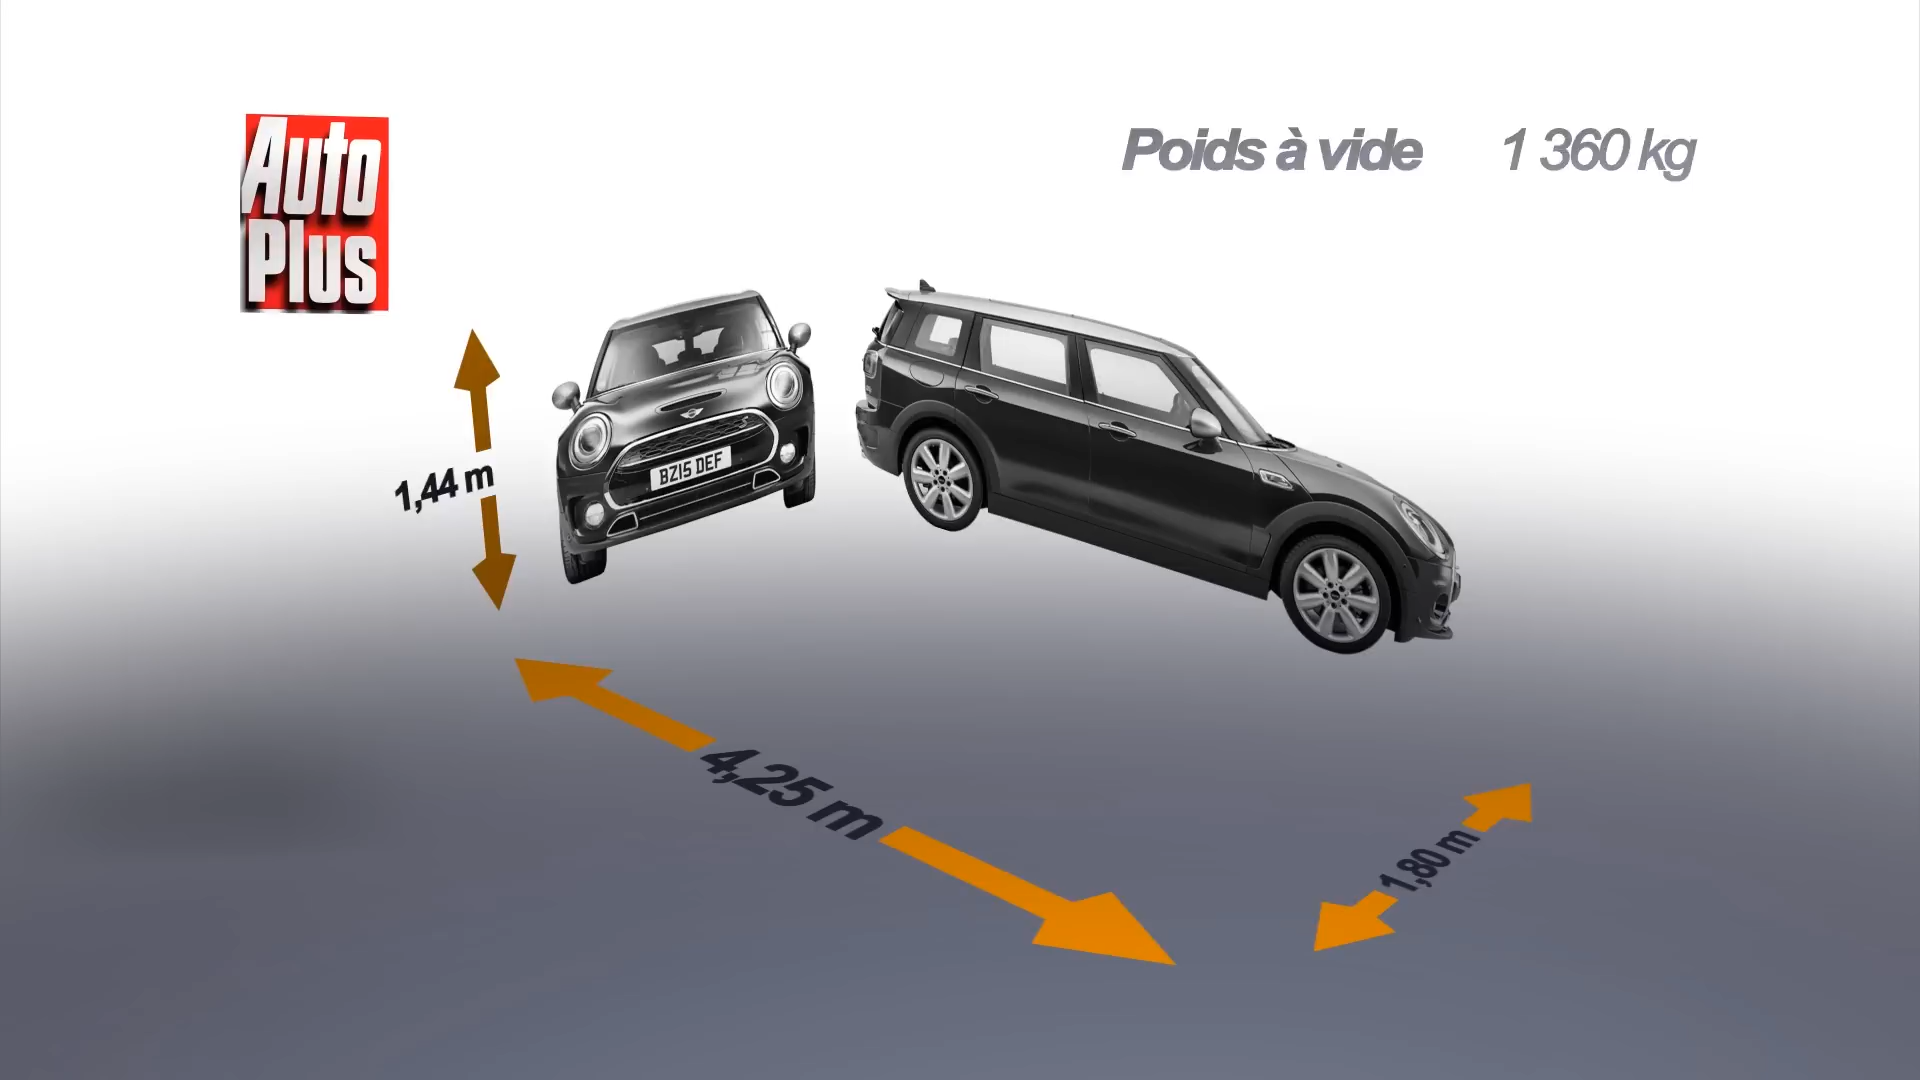 Auto
Plus
Poids à vide 1 360 kg
1,44 m
BZ15 DEF
4,25 m
1,80 m